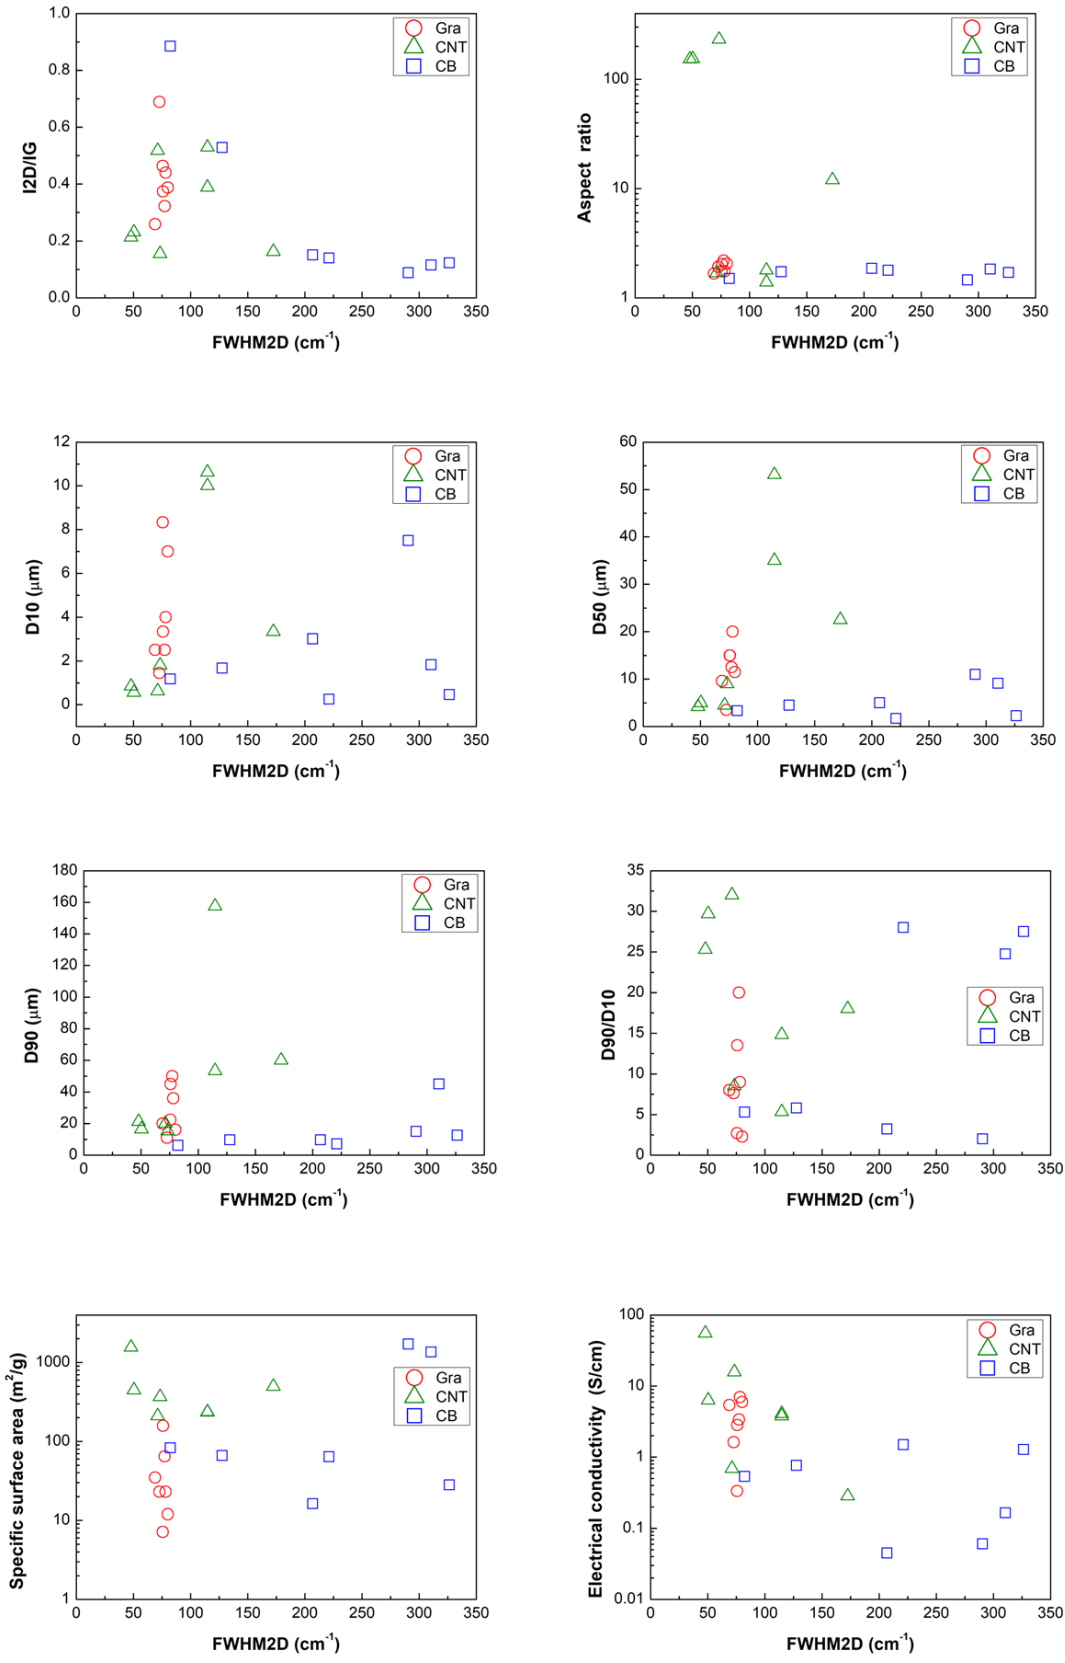 1.0
0.8
0.6
0.4
0.2
0.0
I2D/IG
Gra
CNT
CB
0 50 100 150 200 250 300 350
FWHM2D (cm⁻¹)
100
10
1
Aspect ratio
Gra
CNT
CB
0 50 100 150 200 250 300 350
FWHM2D (cm⁻¹)
12
10
8
6
4
2
0
D10 (μm)
Gra
CNT
CB
0 50 100 150 200 250 300 350
FWHM2D (cm⁻¹)
60
50
40
30
20
10
0
D50 (μm)
Gra
CNT
CB
0 50 100 150 200 250 300 350
FWHM2D (cm⁻¹)
180
160
140
120
100
80
60
40
20
0
D90 (μm)
Gra
CNT
CB
0 50 100 150 200 250 300 350
FWHM2D (cm⁻¹)
35
30
25
20
15
10
5
0
D90/D10
Gra
CNT
CB
0 50 100 150 200 250 300 350
FWHM2D (cm⁻¹)
1000
100
10
1
Specific surface area (m²/g)
Gra
CNT
CB
0 50 100 150 200 250 300 350
FWHM2D (cm⁻¹)
100
10
1
0.1
0.01
Electrical conductivity (S/cm)
Gra
CNT
CB
0 50 100 150 200 250 300 350
FWHM2D (cm⁻¹)